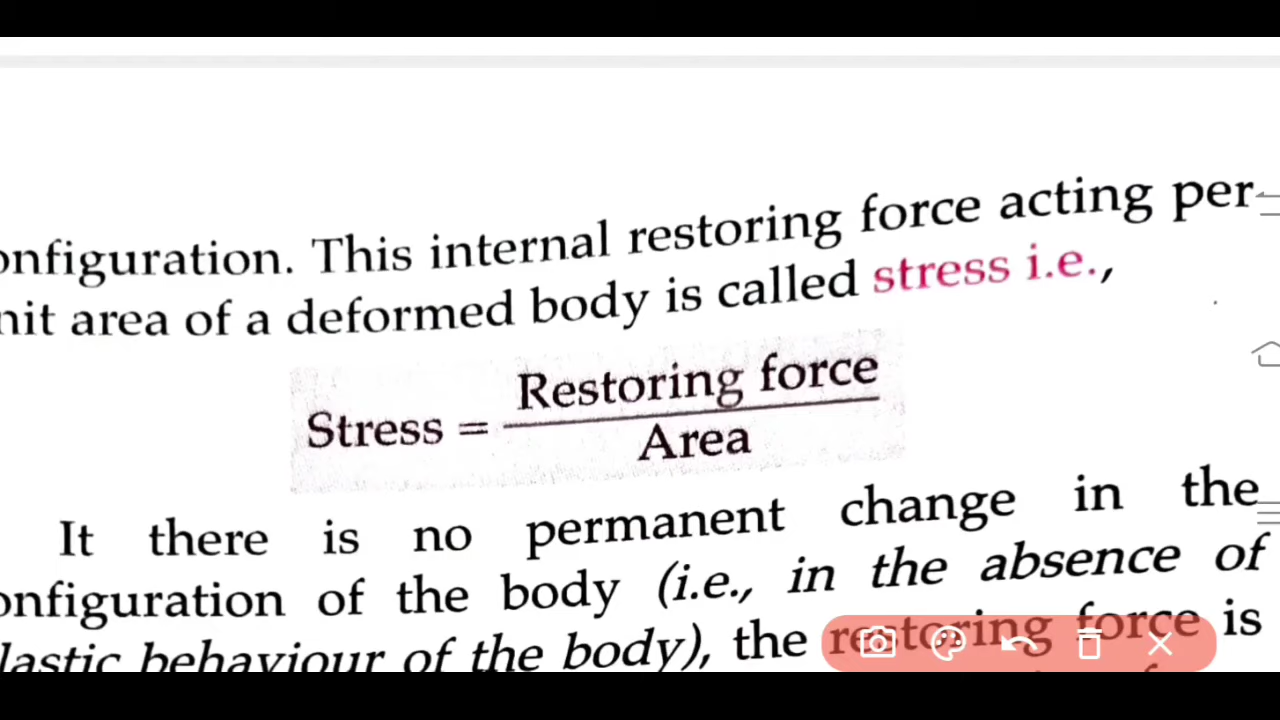 onfiguration. This internal restoring force acting per
nit area of a deformed body is called stress i.e.,
Stress = Restoring force
Area
It there is no permanent change in the
onfiguration of the body (i.e., in the absence of
lastic behaviour of the body), the restoring force is